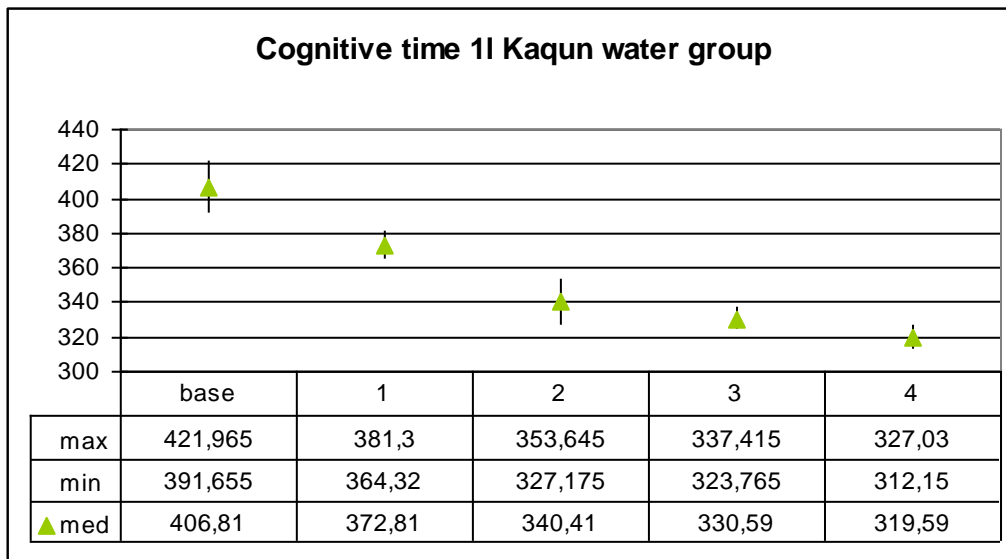 Cognitive time 1l Kaqun water group
440
420
400
380
360
340
320
300
base 1 2 3 4
max 421,965 381,3 353,645 337,415 327,03
min 391,655 364,32 327,175 323,765 312,15
med 406,81 372,81 340,41 330,59 319,59